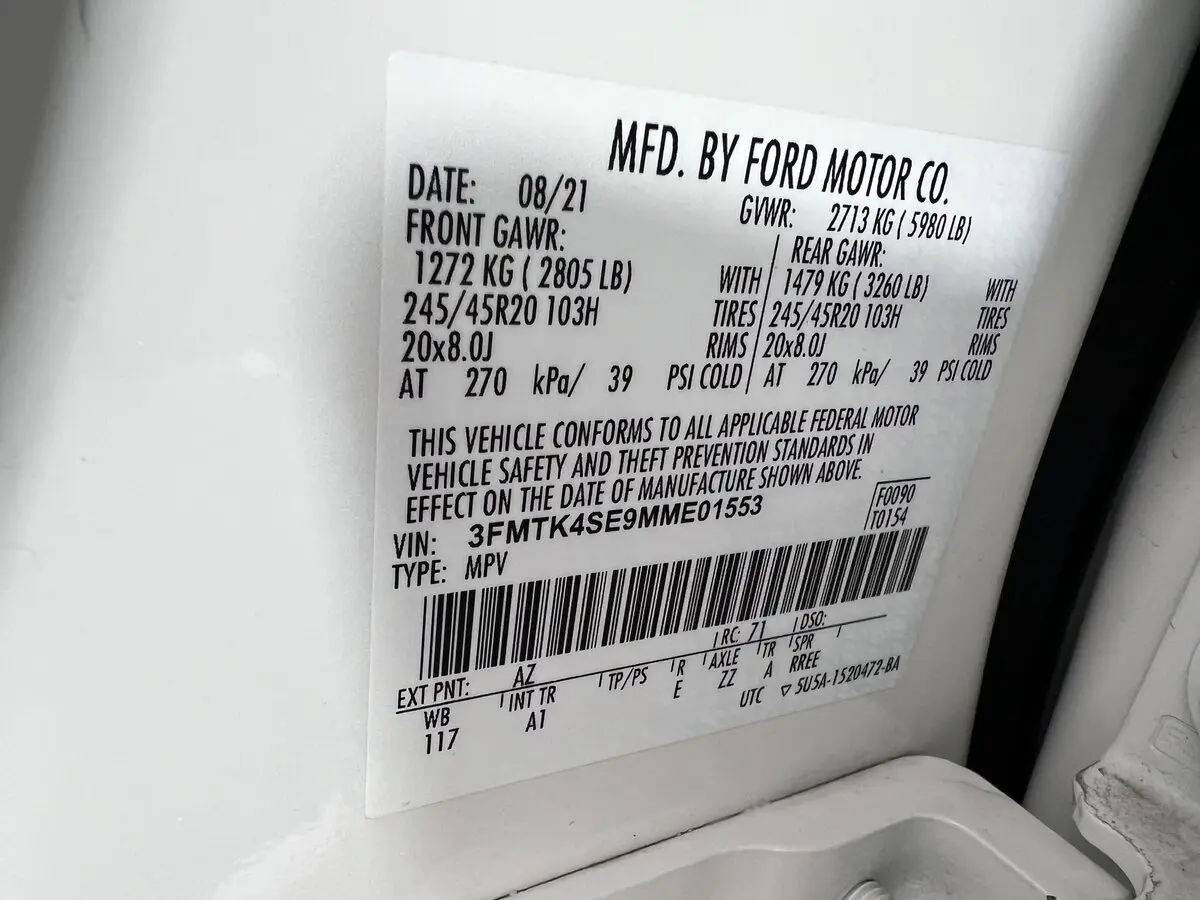 MFD. BY FORD MOTOR CO.
DATE: 08/21 GVWR: 2713 KG ( 5980 LB)
FRONT GAWR: REAR GAWR:
1272 KG ( 2805 LB) WITH 1479 KG ( 3260 LB) WITH
245/45R20 103H TIRES 245/45R20 103H TIRES
20x8.0J RIMS 20x8.0J RIMS
AT 270 kPa/ 39 PSI COLD AT 270 kPa/ 39 PSI COLD
THIS VEHICLE CONFORMS TO ALL APPLICABLE FEDERAL MOTOR
VEHICLE SAFETY AND THEFT PREVENTION STANDARDS IN
EFFECT ON THE DATE OF MANUFACTURE SHOWN ABOVE.
VIN: 3FMTK4SE9MME01553 F0090
TYPE: MPV T0154
EXT PNT: AZ RC: 71 DSO:
WB INT TR TP/PS R AXLE TR SPR
117 A1 E ZZ A RREE
UTC ▽ 5U5A-1520472-BA